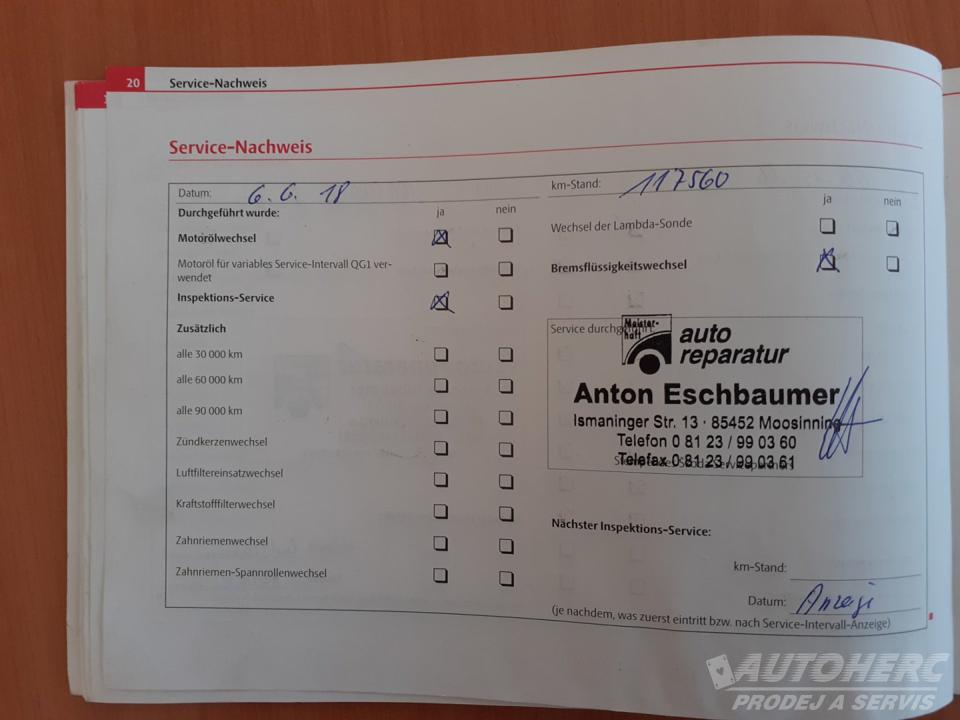 20 Service-Nachweis
Service-Nachweis
Datum: 6.6.18 km-Stand: 117560
Durchgeführt wurde: ja nein ja nein
Motorölwechsel
Wechsel der Lambda-Sonde
Motoröl für variables Service-Intervall QG1 ver-
wendet
Bremsflüssigkeitswechsel
Inspektions-Service
Zusätzlich
alle 30 000 km
alle 60 000 km
alle 90 000 km
Zündkerzenwechsel
Luftfiltereinsatzwechsel
Kraftstofffilterwechsel
Zahnriemenwechsel
Zahnriemen-Spannrollenwechsel
Service durchgeführt:
Meister-
haft
auto
reparatur
Anton Eschbaumer
Ismaninger Str. 13 · 85452 Moosinning
Telefon 0 81 23 / 99 03 60
Telefax 0 81 23 / 99 03 61
Nächster Inspektions-Service:
km-Stand:
Datum: Anzeige
(je nachdem, was zuerst eintritt bzw. nach Service-Intervall-Anzeige)
AUTOHERC
PRODEJ A SERVIS